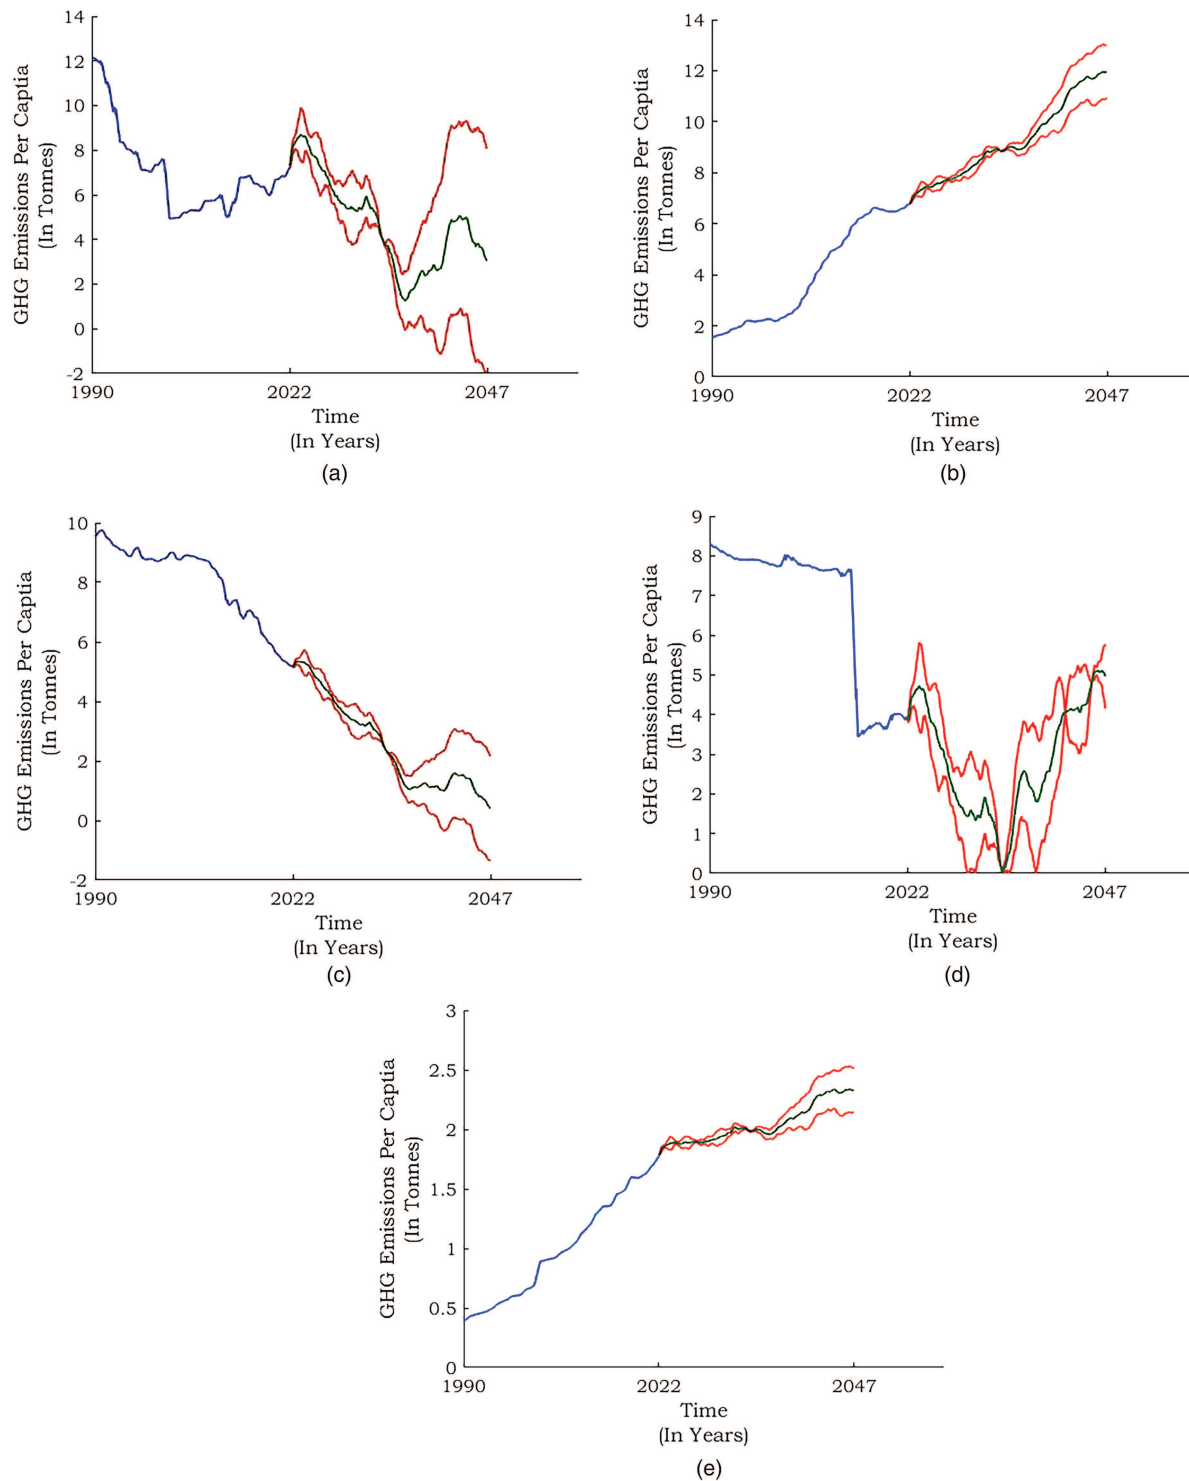 GHG Emissions Per Captia
(In Tonnes)
14
12
10
8
6
4
2
0
-2
1990
2022
2047
Time
(In Years)
(a)
GHG Emissions Per Captia
(In Tonnes)
14
12
10
8
6
4
2
0
1990
2022
2047
Time
(In Years)
(b)
GHG Emissions Per Captia
(In Tonnes)
10
8
6
4
2
0
-2
1990
2022
2047
Time
(In Years)
(c)
GHG Emissions Per Captia
(In Tonnes)
9
8
7
6
5
4
3
2
1
0
1990
2022
2047
Time
(In Years)
(d)
GHG Emissions Per Captia
(In Tonnes)
3
2.5
2
1.5
1
0.5
0
1990
2022
2047
Time
(In Years)
(e)